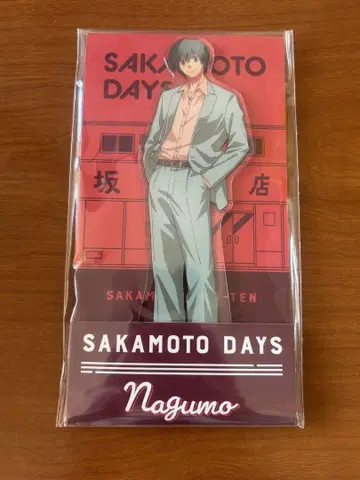 SAKAMOTO
DAYS
坂 店
SAKAM -TEN
SAKAMOTO DAYS
Nagumo